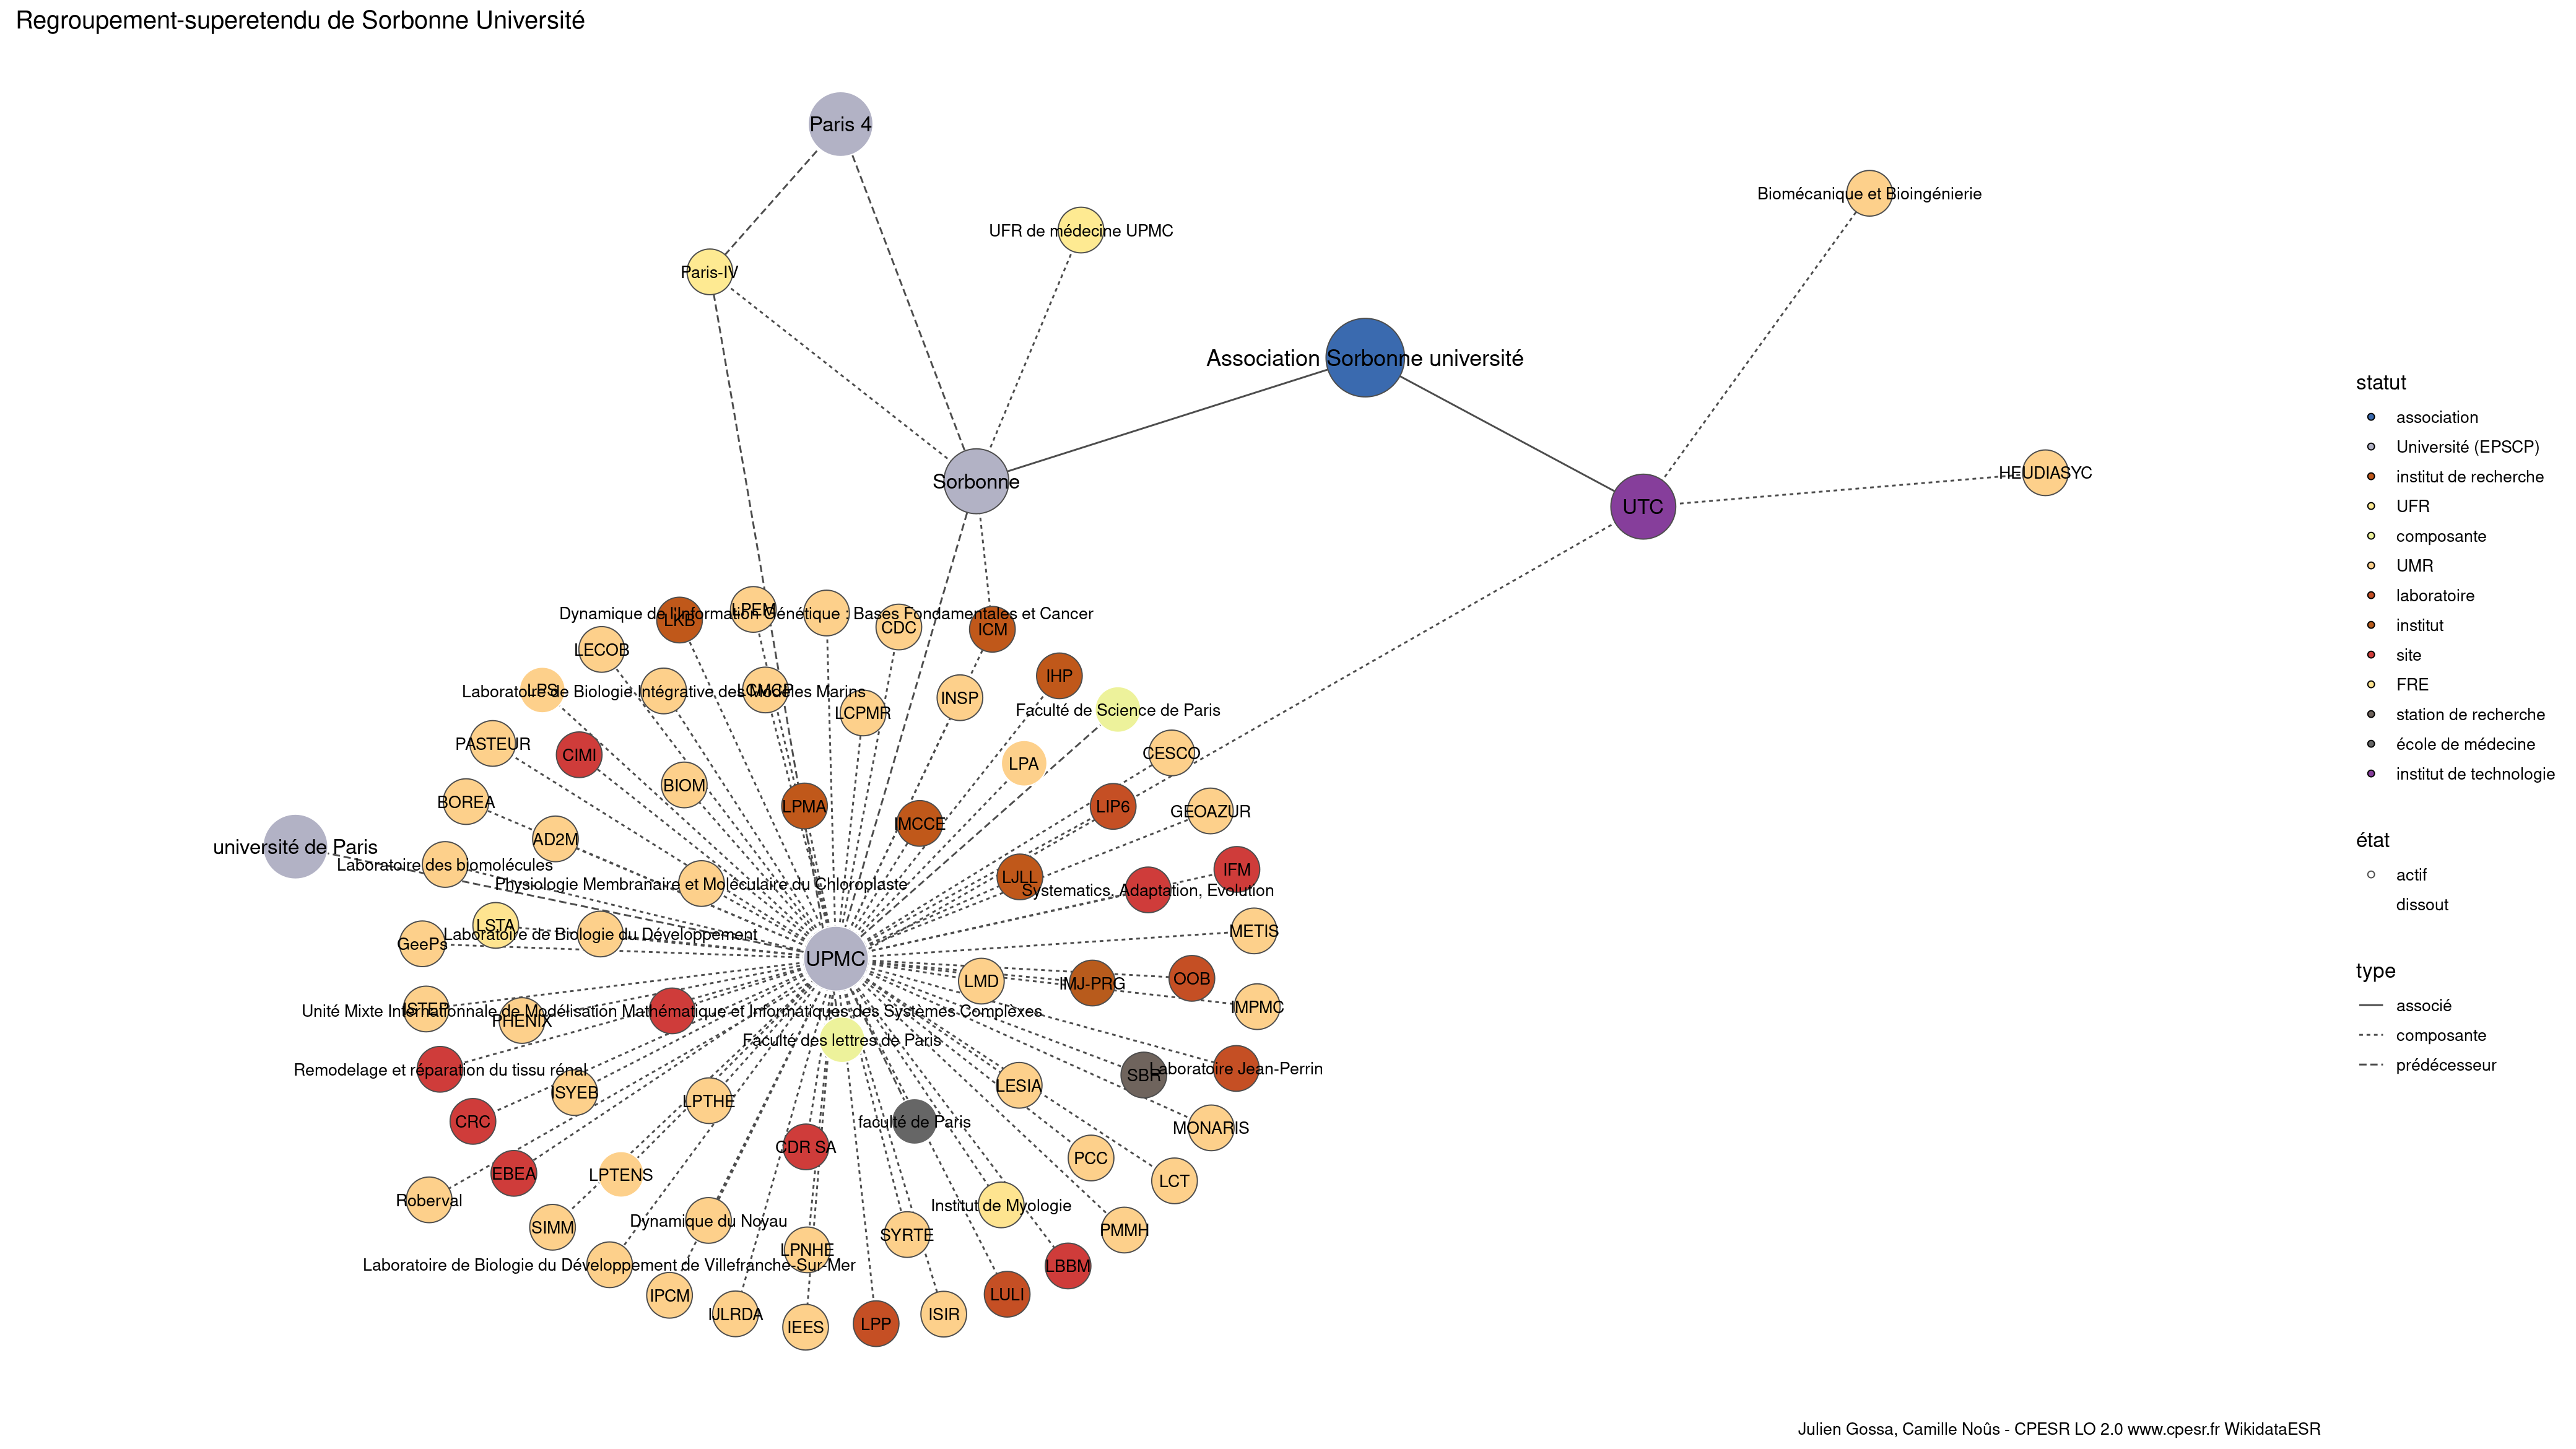 Regroupement-superetendu de Sorbonne Université
Paris 4
Biomécanique et Bioingénierie
UFR de médecine UPMC
Paris-IV
Association Sorbonne université
HEUDIASYC
Sorbonne
UTC
LPEM
Dynamique de l'Information Génétique : Bases Fondamentales et Cancer
LKB
CDC
ICM
LECOB
IHP
LPS
Laboratoire de Biologie Intégrative des Modèles Marins
LCMCP
INSP
LCPMR
Faculté de Science de Paris
PASTEUR
CIMI
CESCO
LPA
BIOM
BOREA
LPMA
LIP6
GEOAZUR
IMCCE
AD2M
université de Paris
Laboratoire des biomolécules
IFM
LJLL
Physiologie Membranaire et Moléculaire du Chloroplaste
Systematics, Adaptation, Evolution
LSTA
METIS
Laboratoire de Biologie du Développement
GeePs
UPMC
OOB
LMD
IMJ-PRG
ISTEP
IMPMC
Unité Mixte Internationnale de Modélisation Mathématique et Informatiques des Systèmes Complexes
PHENIX
Faculté des lettres de Paris
Remodelage et réparation du tissu rénal
Laboratoire Jean-Perrin
SBR
LESIA
ISYEB
LPTHE
CRC
faculté de Paris
MONARIS
CDR SA
PCC
EBEA
LPTENS
LCT
Roberval
Institut de Myologie
Dynamique du Noyau
SIMM
PMMH
SYRTE
LPNHE
Laboratoire de Biologie du Développement de Villefranche-Sur-Mer
LBBM
IPCM
LULI
IJLRDA
ISIR
LPP
IEES
statut
association
Université (EPSCP)
institut de recherche
UFR
composante
UMR
laboratoire
institut
site
FRE
station de recherche
école de médecine
institut de technologie
état
actif
dissout
type
associé
composante
prédécesseur
Julien Gossa, Camille Noûs - CPESR LO 2.0 www.cpesr.fr WikidataESR